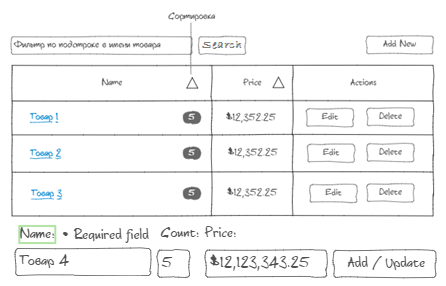 Сортировка
Фильтр по подстроке в имени товара Search Add New
Name Price Actions
Товар 1 5 $12,352.25 Edit Delete
Товар 2 5 $12,352.25 Edit Delete
Товар 3 5 $12,352.25 Edit Delete
Name: • Required field Count: Price:
Товар 4 5 $12,123,343.25 Add / Update